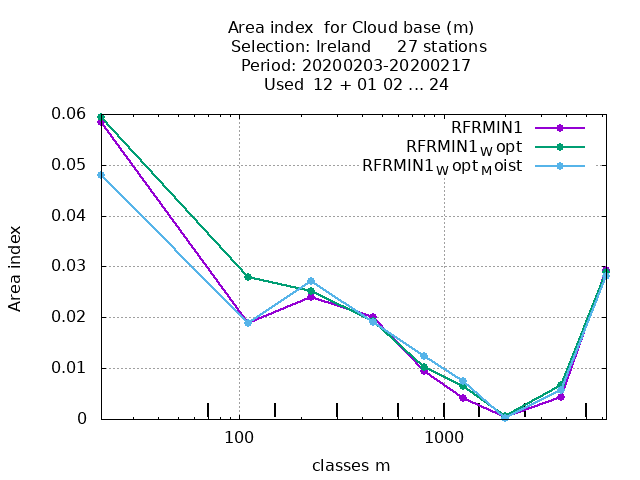 Area index  for Cloud base (m)
Selection: Ireland     27 stations
Period: 20200203-20200217
Used  12 + 01 02 ... 24
RFRMIN1
RFRMIN1Wopt
RFRMIN1WoptMoist
0.06
0.05
0.04
0.03
0.02
0.01
0
Area index
100 1000
classes m